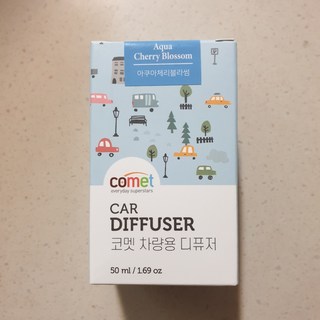 Aqua
Cherry Blossom
아쿠아체리블라썸
comet
everyday superstars
CAR
DIFFUSER
코멧 차량용 디퓨저
50 ml / 1.69 oz